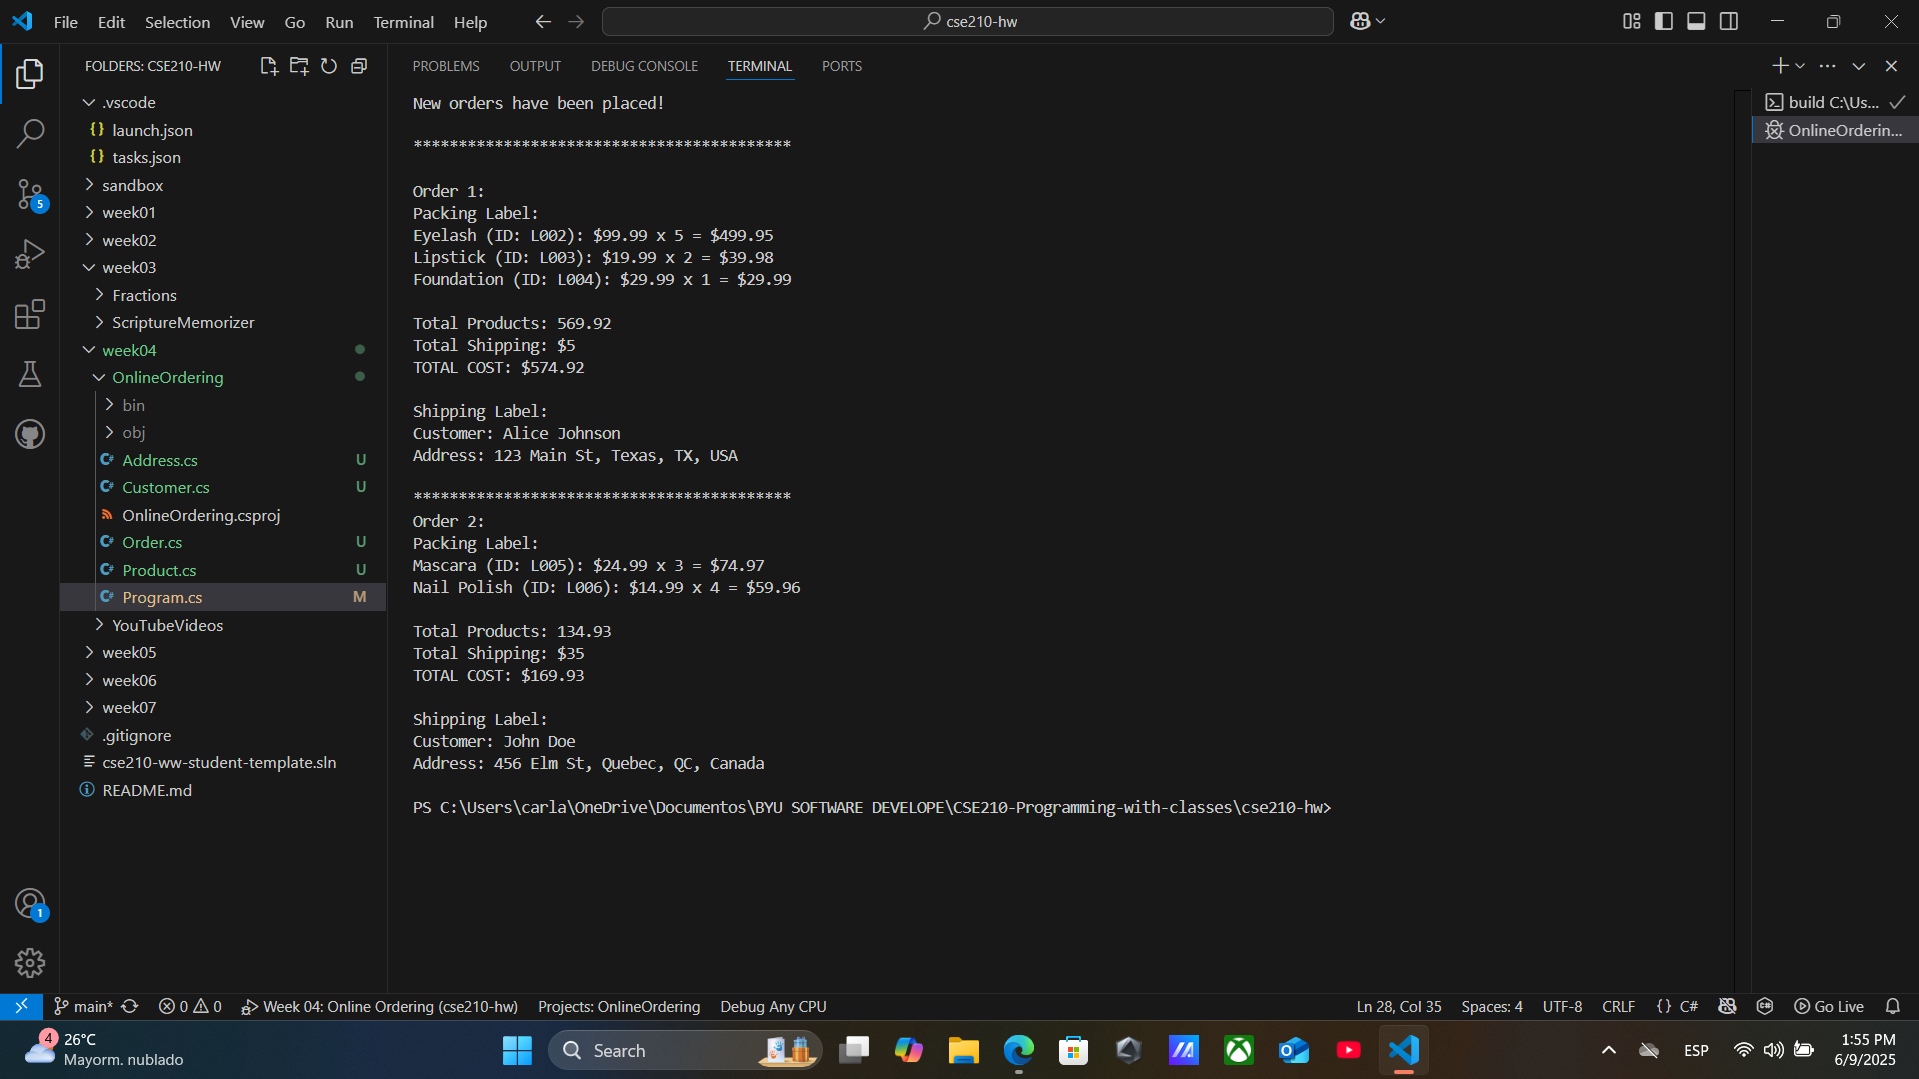 File Edit Selection View Go Run Terminal Help
cse210-hw
FOLDERS: CSE210-HW
.vscode
launch.json
tasks.json
sandbox
week01
week02
week03
Fractions
ScriptureMemorizer
week04
OnlineOrdering
bin
obj
Address.cs U
Customer.cs U
OnlineOrdering.csproj
Order.cs U
Product.cs U
Program.cs M
YouTubeVideos
week05
week06
week07
.gitignore
cse210-ww-student-template.sln
README.md
5
1
PROBLEMS OUTPUT DEBUG CONSOLE TERMINAL PORTS
New orders have been placed!
******************************************
Order 1:
Packing Label:
Eyelash (ID: L002): $99.99 x 5 = $499.95
Lipstick (ID: L003): $19.99 x 2 = $39.98
Foundation (ID: L004): $29.99 x 1 = $29.99
Total Products: 569.92
Total Shipping: $5
TOTAL COST: $574.92
Shipping Label:
Customer: Alice Johnson
Address: 123 Main St, Texas, TX, USA
******************************************
Order 2:
Packing Label:
Mascara (ID: L005): $24.99 x 3 = $74.97
Nail Polish (ID: L006): $14.99 x 4 = $59.96
Total Products: 134.93
Total Shipping: $35
TOTAL COST: $169.93
Shipping Label:
Customer: John Doe
Address: 456 Elm St, Quebec, QC, Canada
PS C:\Users\carla\OneDrive\Documentos\BYU SOFTWARE DEVELOPE\CSE210-Programming-with-classes\cse210-hw>
build C:\Us...
OnlineOrderin...
main* 0 0 Week 04: Online Ordering (cse210-hw) Projects: OnlineOrdering Debug Any CPU Ln 28, Col 35 Spaces: 4 UTF-8 CRLF {} C# Go Live
4
26°C
Mayorm. nublado
Search
ESP
1:55 PM
6/9/2025